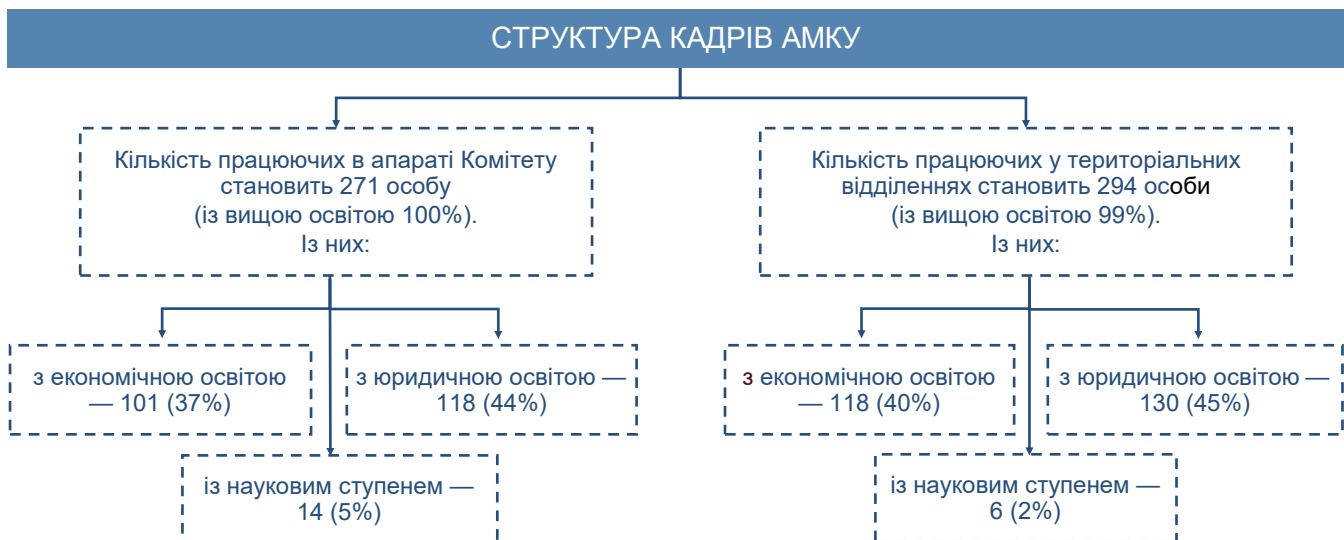 СТРУКТУРА КАДРІВ АМКУ
Кількість працюючих в апараті Комітету
становить 271 особу
(із вищою освітою 100%).
Із них:
Кількість працюючих у територіальних
відділеннях становить 294 особи
(із вищою освітою 99%).
Із них:
з економічною освітою
— 101 (37%)
з юридичною освітою —
118 (44%)
із науковим ступенем —
14 (5%)
з економічною освітою
— 118 (40%)
з юридичною освітою —
130 (45%)
із науковим ступенем —
6 (2%)